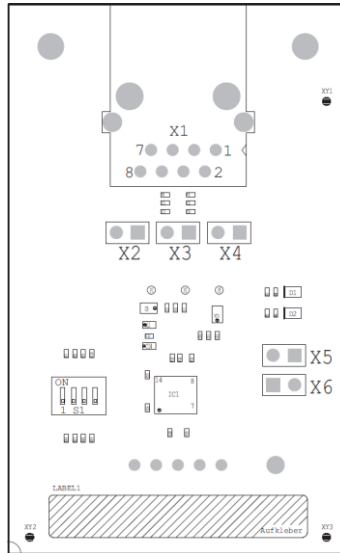 XY1
X1
7 1
8 2
X2 X3 X4
D1
D2
X5
ON
14 8
IC1
X6
1 S1
7
LABEL1
XY2 Aufkleber XY3